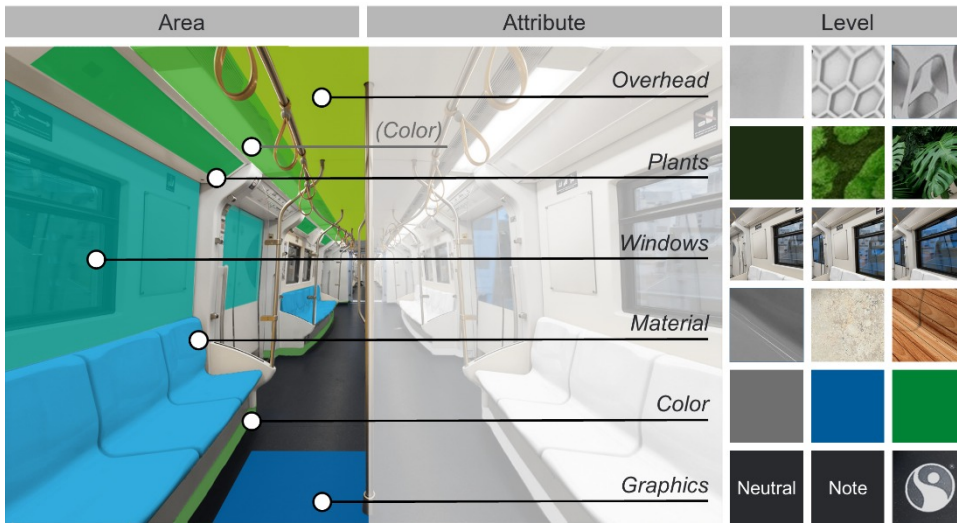 Area
Attribute
Level
Overhead
(Color)
Plants
Windows
Material
Color
Graphics
Neutral
Note
®